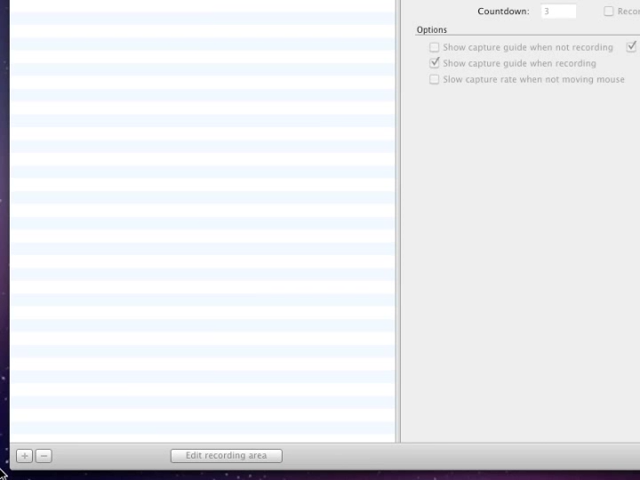 Countdown: 3
Options
Show capture guide when not recording
Show capture guide when recording
Slow capture rate when not moving mouse
+ −
Edit recording area